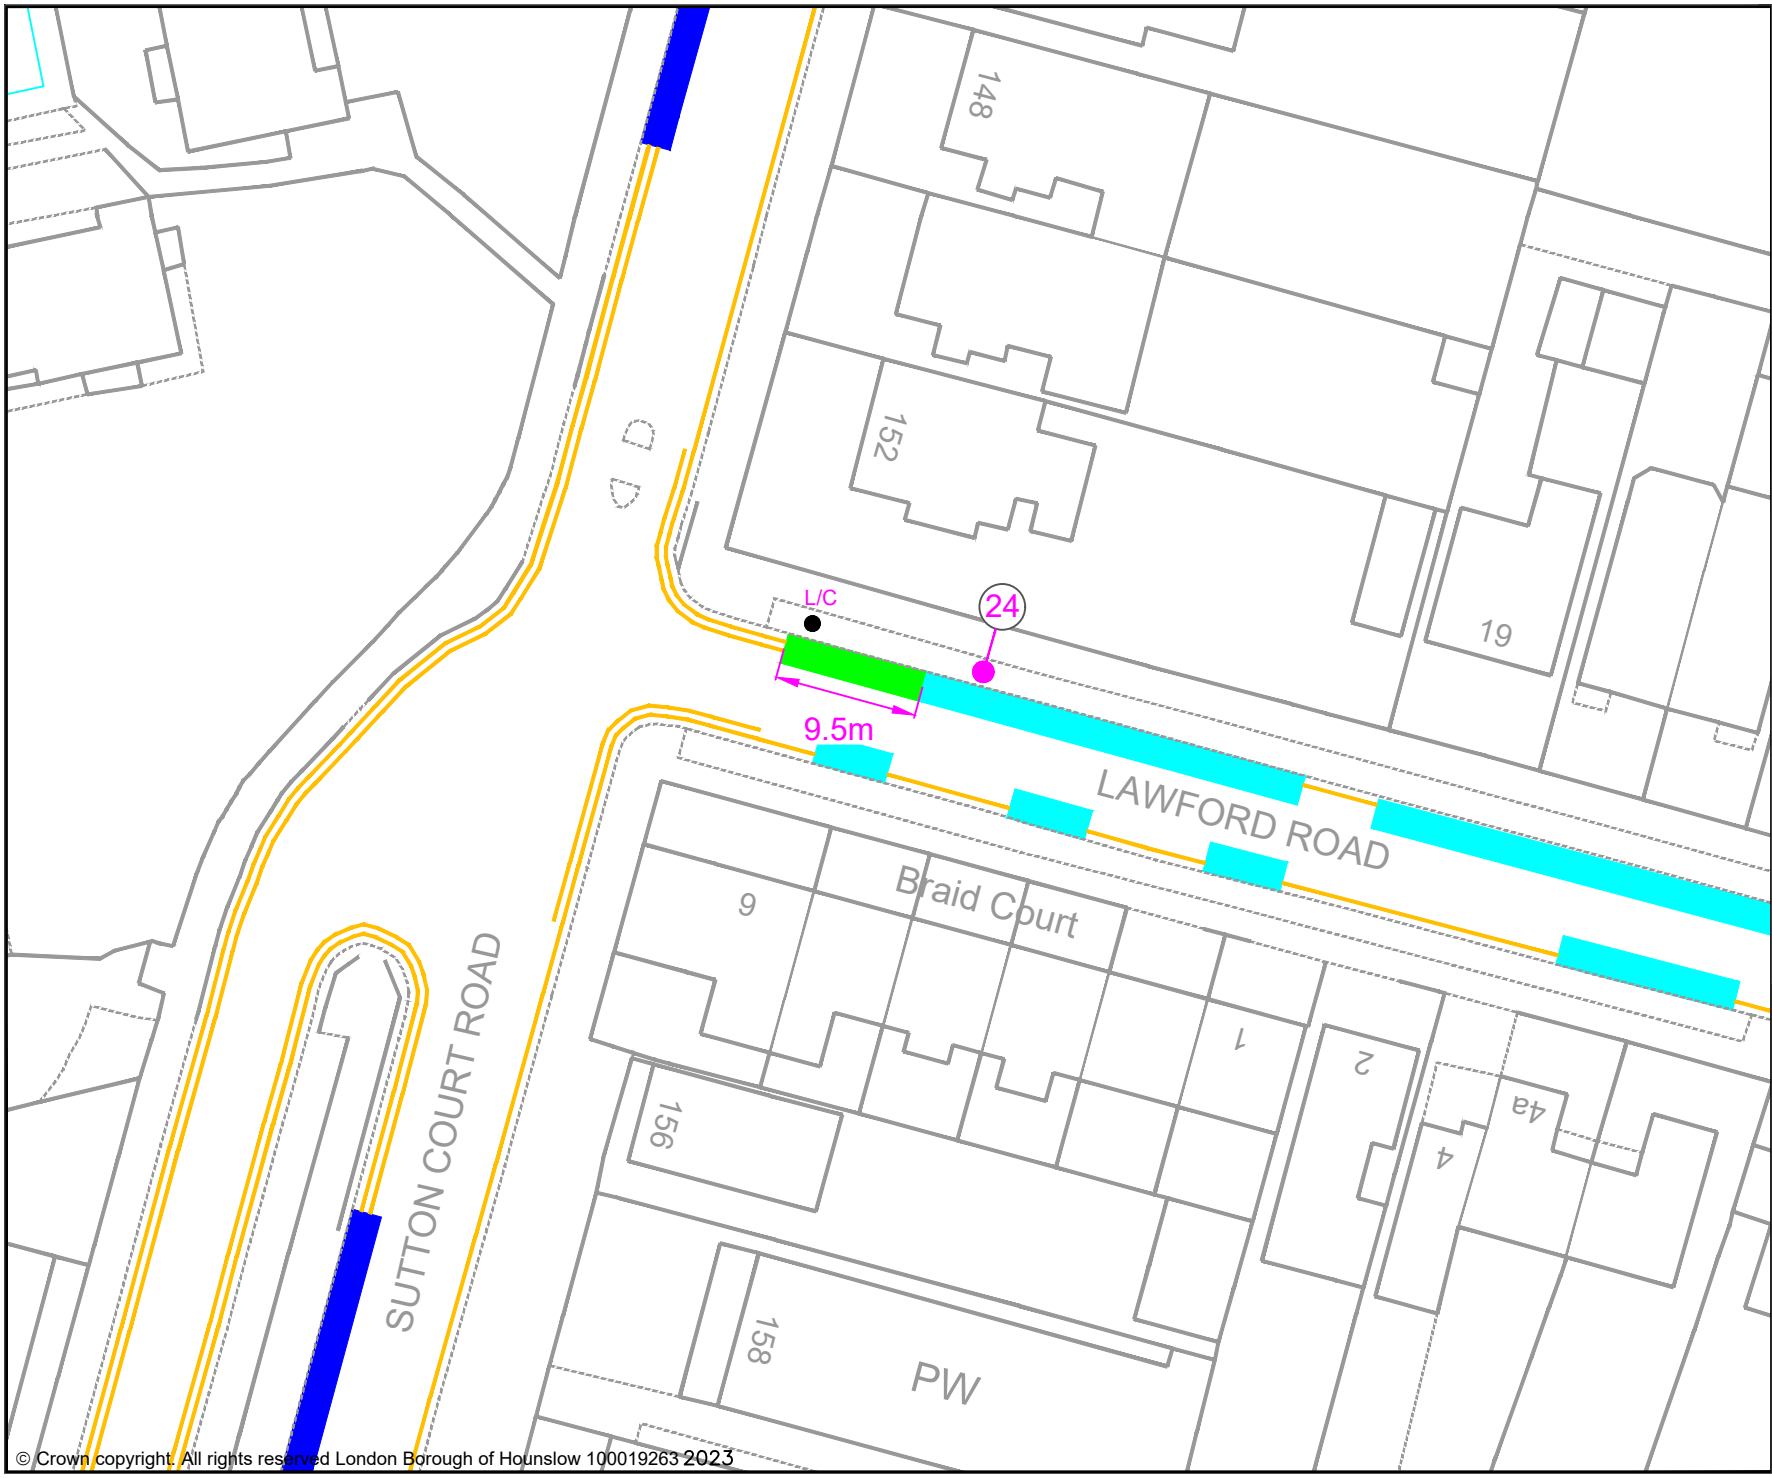 148
152
19
L/C
24
9.5m
LAWFORD ROAD
Braid Court
9
1
2
4a
4
SUTTON COURT ROAD
156
158
PW
© Crown copyright. All rights reserved London Borough of Hounslow 100019263 2023